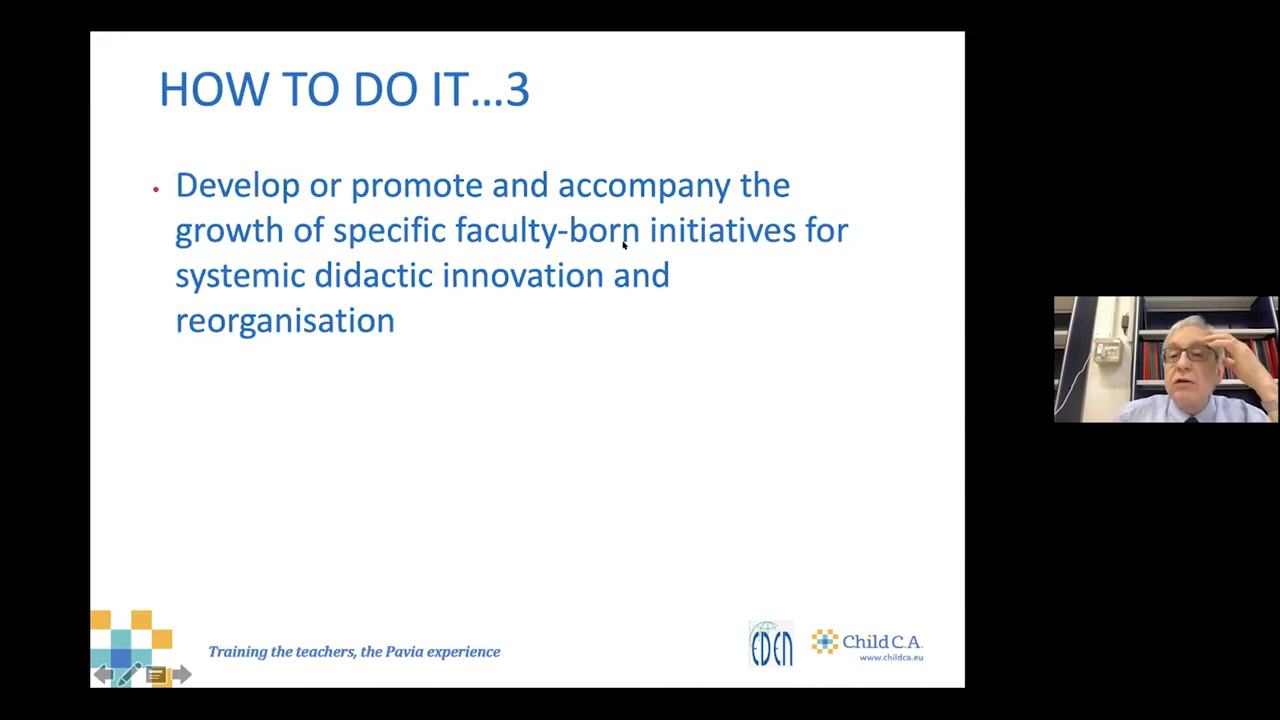 HOW TO DO IT...3
• Develop or promote and accompany the
growth of specific faculty-born initiatives for
systemic didactic innovation and
reorganisation
Training the teachers, the Pavia experience
EDEN
Child C.A.
www.childca.eu